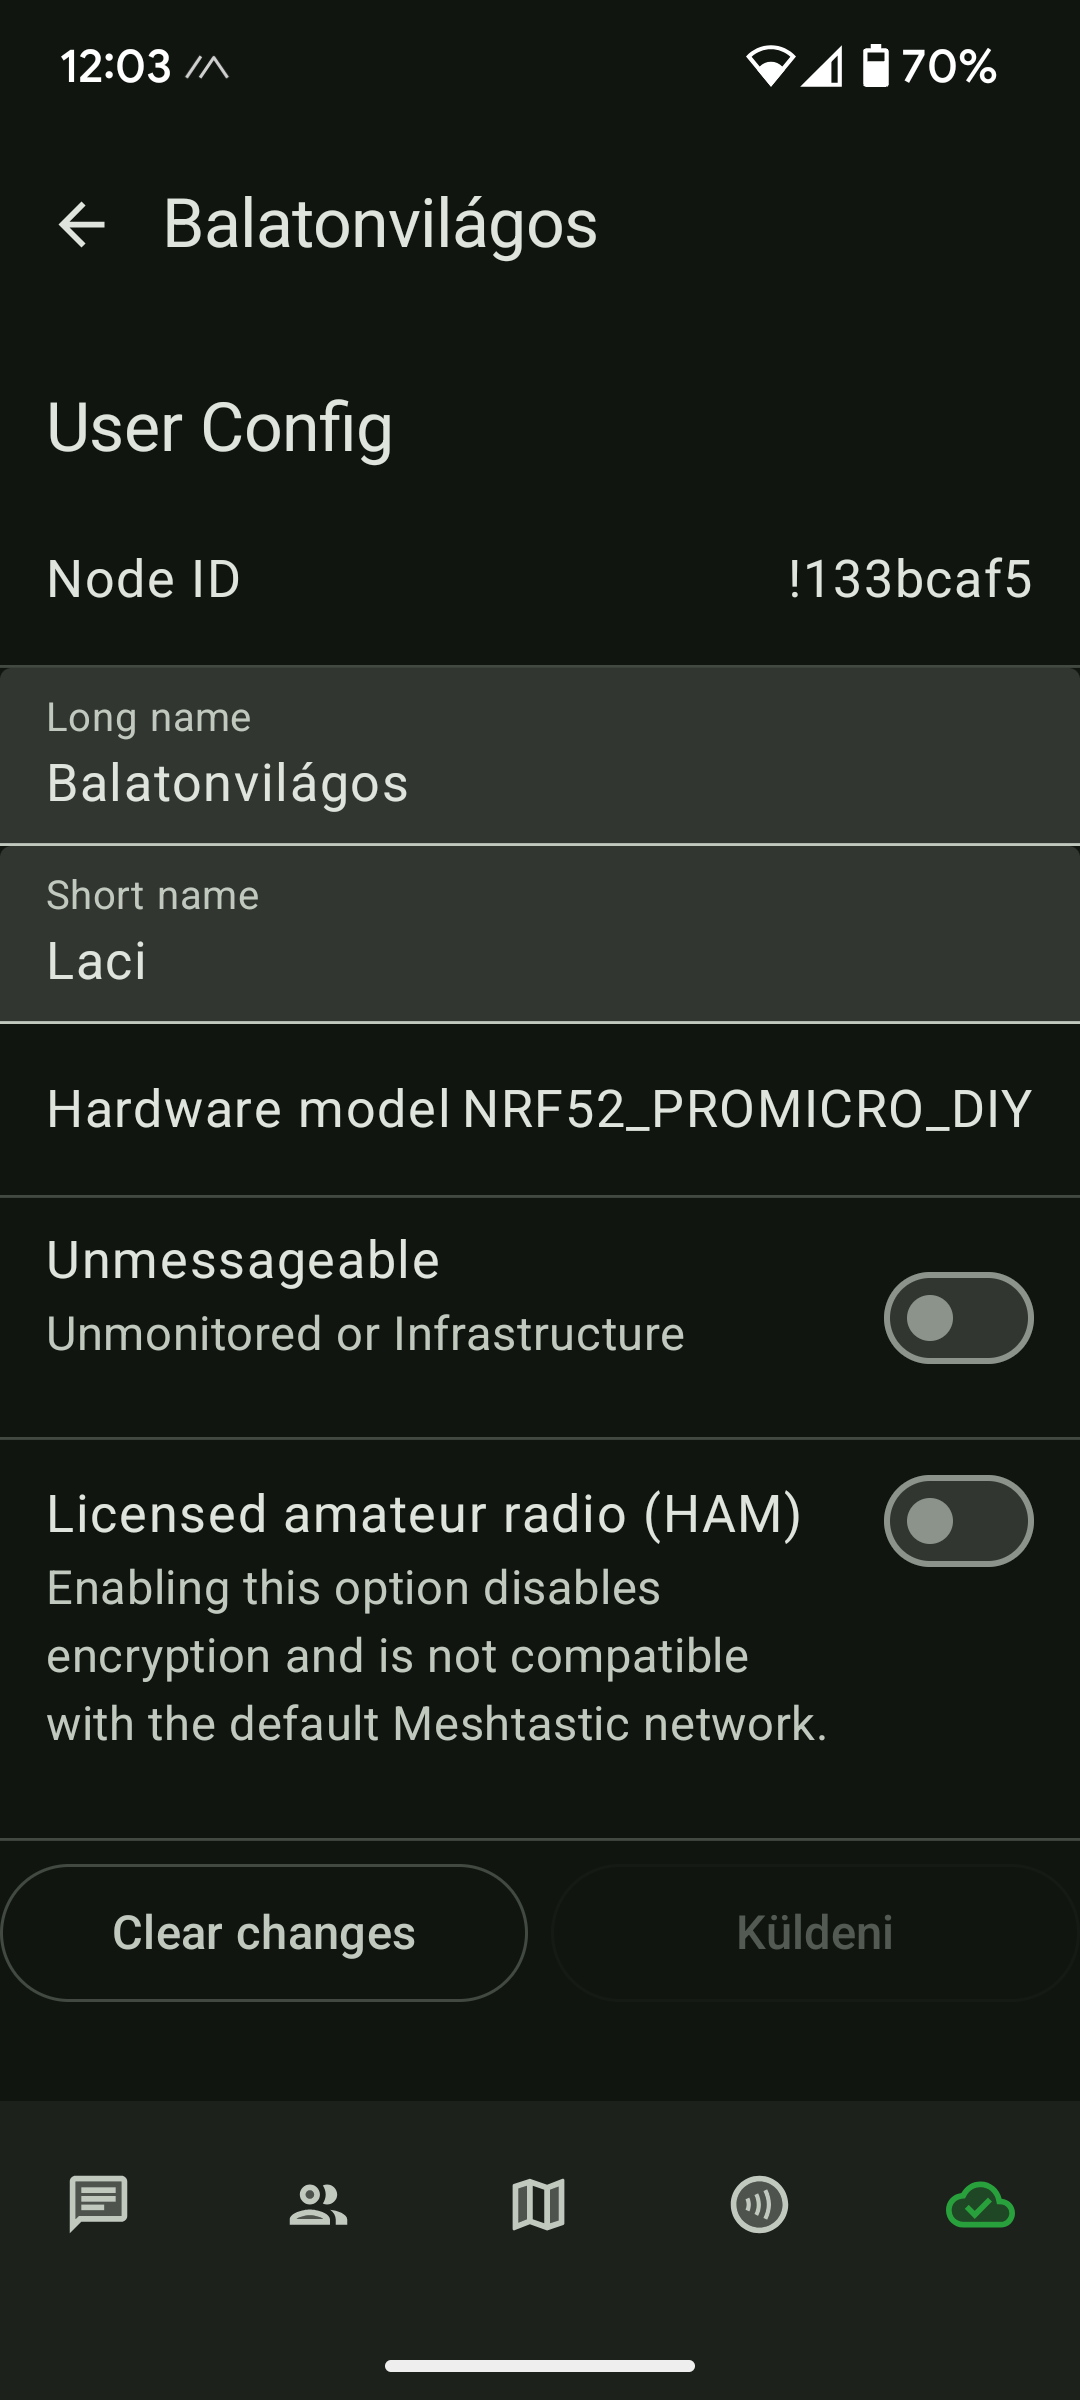 12:03
70%
Balatonvilágos
User Config
Node ID !133bcaf5
Long name
Balatonvilágos
Short name
Laci
Hardware model NRF52_PROMICRO_DIY
Unmessageable
Unmonitored or Infrastructure
Licensed amateur radio (HAM)
Enabling this option disables
encryption and is not compatible
with the default Meshtastic network.
Clear changes Küldeni